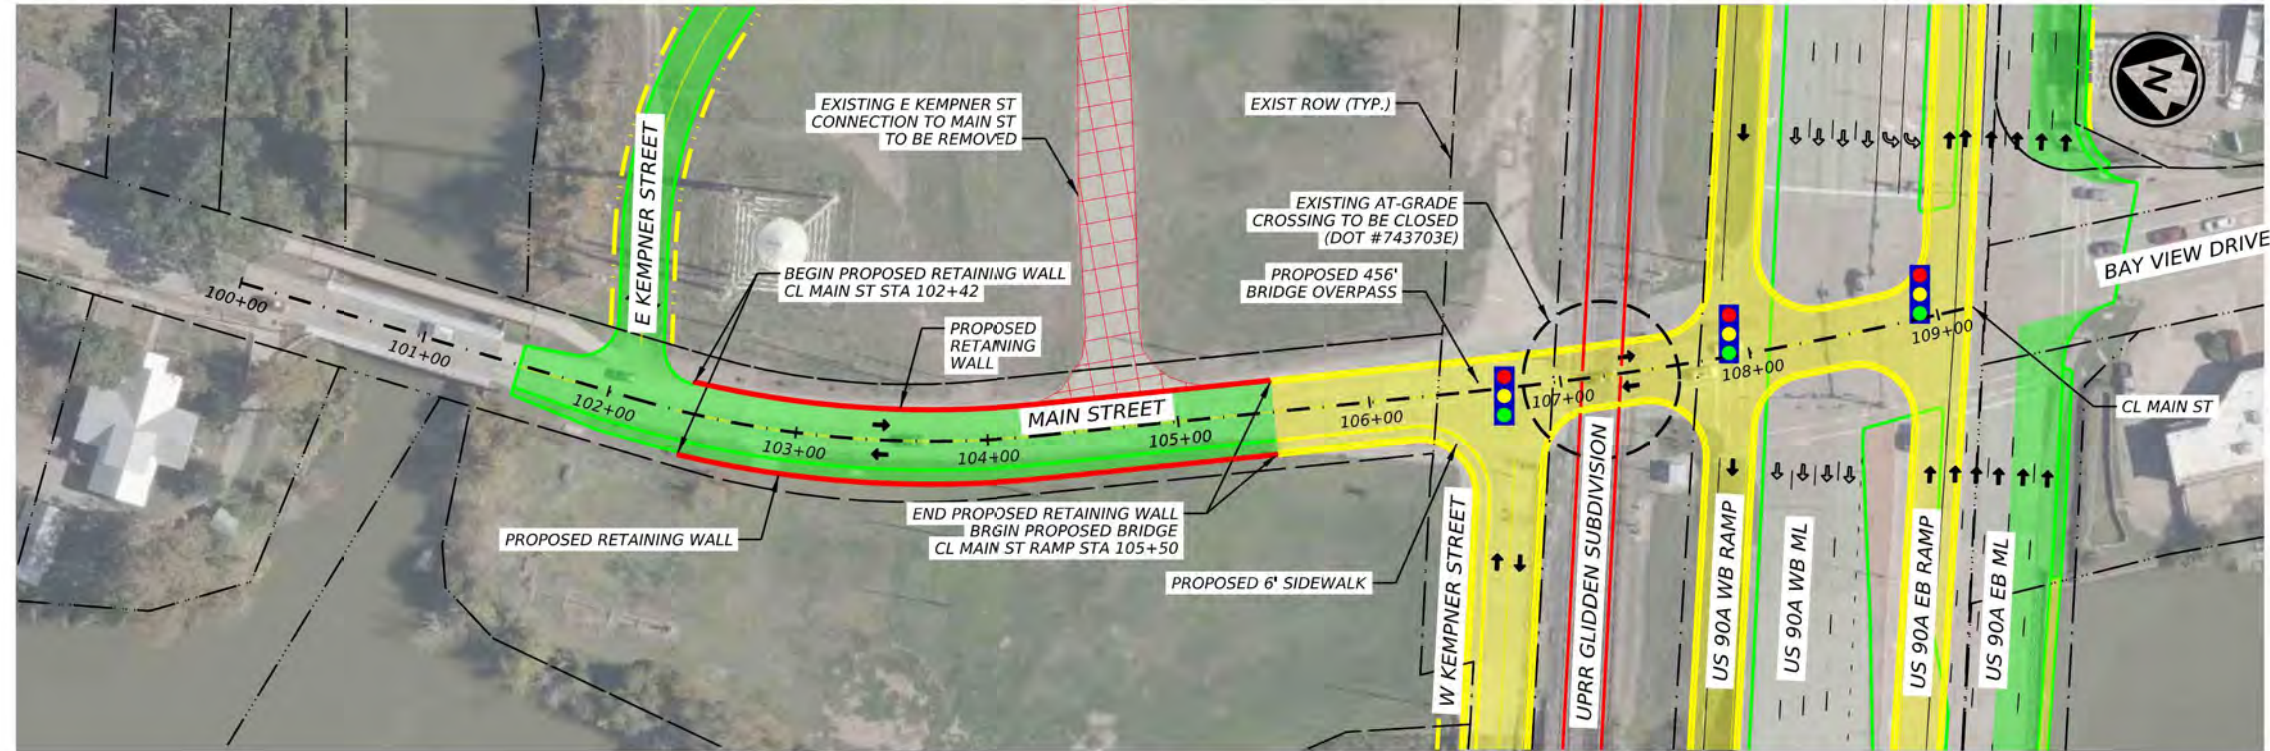 EXISTING E KEMPNER ST
CONNECTION TO MAIN ST
TO BE REMOVED
EXIST ROW (TYP.)
N
E KEMPNER STREET
EXISTING AT-GRADE
CROSSING TO BE CLOSED
(DOT #743703E)
BAY VIEW DRIVE
BEGIN PROPOSED RETAINING WALL
CL MAIN ST STA 102+42
PROPOSED 456'
BRIDGE OVERPASS
PROPOSED
RETAINING
WALL
100+00
101+00
102+00
103+00
104+00
105+00
106+00
107+00
108+00
109+00
MAIN STREET
CL MAIN ST
END PROPOSED RETAINING WALL
BRGIN PROPOSED BRIDGE
CL MAIN ST RAMP STA 105+50
PROPOSED RETAINING WALL
PROPOSED 6' SIDEWALK
W KEMPNER STREET
UPRR GLIDDEN SUBDIVISION
US 90A WB RAMP
US 90A WB ML
US 90A EB RAMP
US 90A EB ML